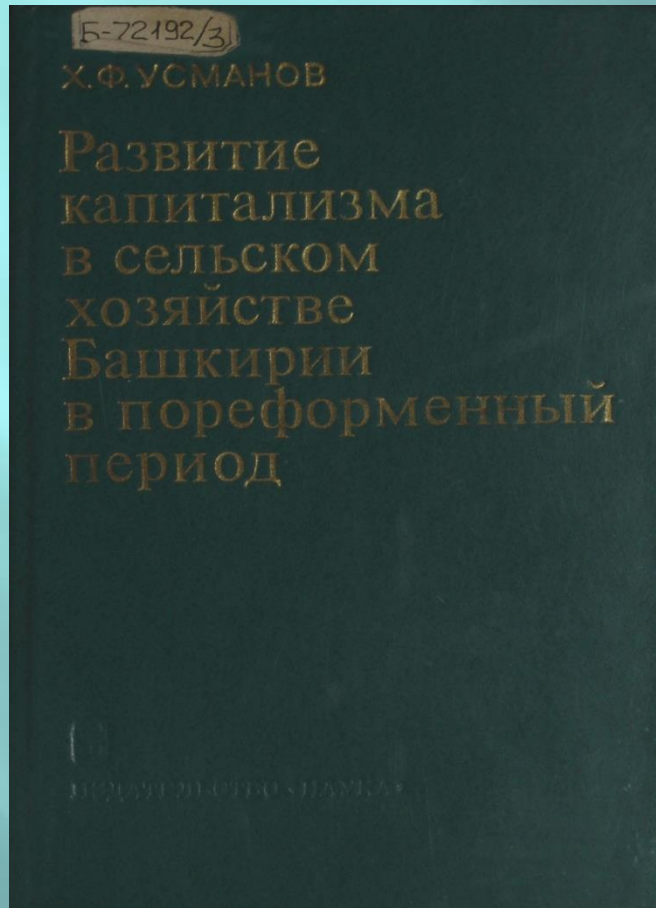 Б-72192/3
Х.Ф.УСМАНОВ
Развитие
капитализма
в сельском
хозяйстве
Башкирии
в пореформенный
период
ИЗДАТЕЛЬСТВО «НАУКА»